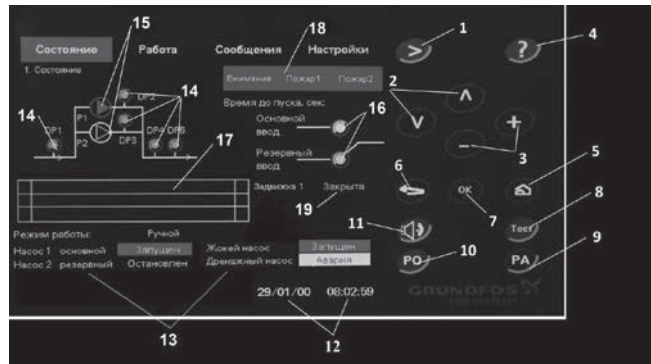 15 18 1 4
Состояние Работа Сообщения Настройки
1. Состояние
Внимание Пожар1 Пожар2
14 DP1 P1 P2 DP2 DP3 DP4 DP5 14
Время до пуска, сек:
Основной ввод
Резервный ввод
16
17
Задвижка 1 Закрыта
19
Режим работы: Ручной
Насос 1 основной Запущен Жокей насос Запущен
Насос 2 резервный Остановлен Дренажный насос Авария
29/01/00 08:02:59
13 12
> ?
2
∧
∨ +
−
3
6 5
OK
7
11 Тест 8
10 PO PA 9
GRUNDFOS